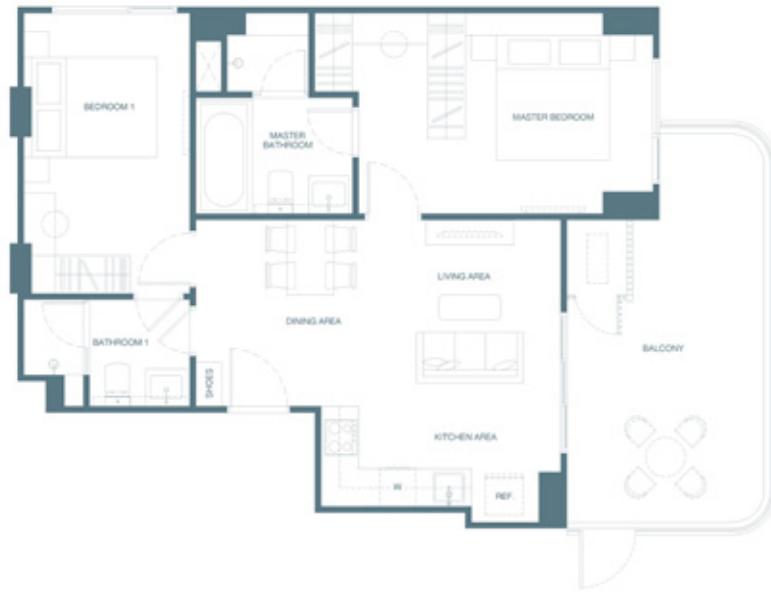 BEDROOM 1
MASTER BEDROOM
MASTER
BATHROOM
LIVING AREA
DINING AREA
BATHROOM 1
BALCONY
SHOES
KITCHEN AREA
W
REF.